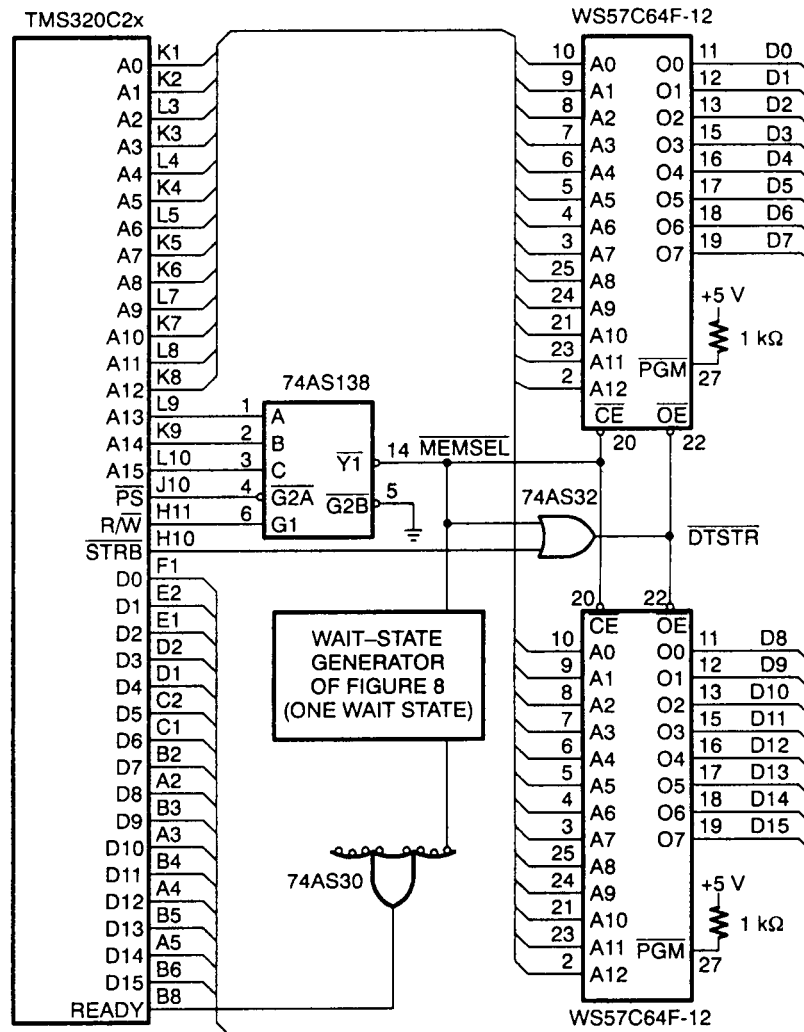 TMS320C2x
WS57C64F-12
A0 K1
A1 K2
A2 L3
A3 K3
A4 L4
A5 K4
A6 L5
A7 K5
A8 K6
A9 L7
A10 K7
A11 L8
A12 K8
A13 L9
A14 K9
A15 L10
PS J10
R/W H11
STRB H10
D0 F1
D1 E2
D2 E1
D3 D2
D4 D1
D5 C2
D6 C1
D7 B2
D8 A2
D9 B3
D10 A3
D11 B4
D12 A4
D13 B5
D14 A5
D15 B6
READY B8
74AS138
1 A
2 B
3 C
4 G2A
6 G1
Y1 14 MEMSEL
G2B 5
74AS32
DTSTR
WAIT–STATE
GENERATOR
OF FIGURE 8
(ONE WAIT STATE)
74AS30
10 A0 O0 11 D0
9 A1 O1 12 D1
8 A2 O2 13 D2
7 A3 O3 15 D3
6 A4 O4 16 D4
5 A5 O5 17 D5
4 A6 O6 18 D6
3 A7 O7 19 D7
25 A8
24 A9
21 A10
23 A11
2 A12
+5 V
1 kΩ
PGM 27
CE OE
20 22
20 22
CE OE
10 A0 O0 11 D8
9 A1 O1 12 D9
8 A2 O2 13 D10
7 A3 O3 15 D11
6 A4 O4 16 D12
5 A5 O5 17 D13
4 A6 O6 18 D14
3 A7 O7 19 D15
25 A8
24 A9
21 A10
23 A11
2 A12
+5 V
1 kΩ
PGM 27
WS57C64F-12